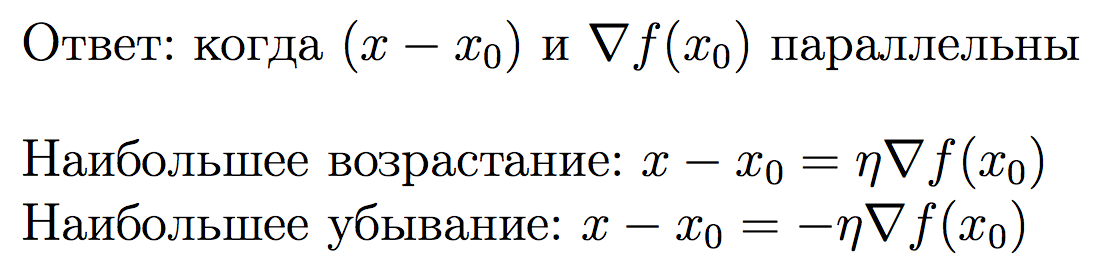 Ответ: когда (x − x₀) и ∇f(x₀) параллельны
Наибольшее возрастание: x − x₀ = η∇f(x₀)
Наибольшее убывание: x − x₀ = −η∇f(x₀)